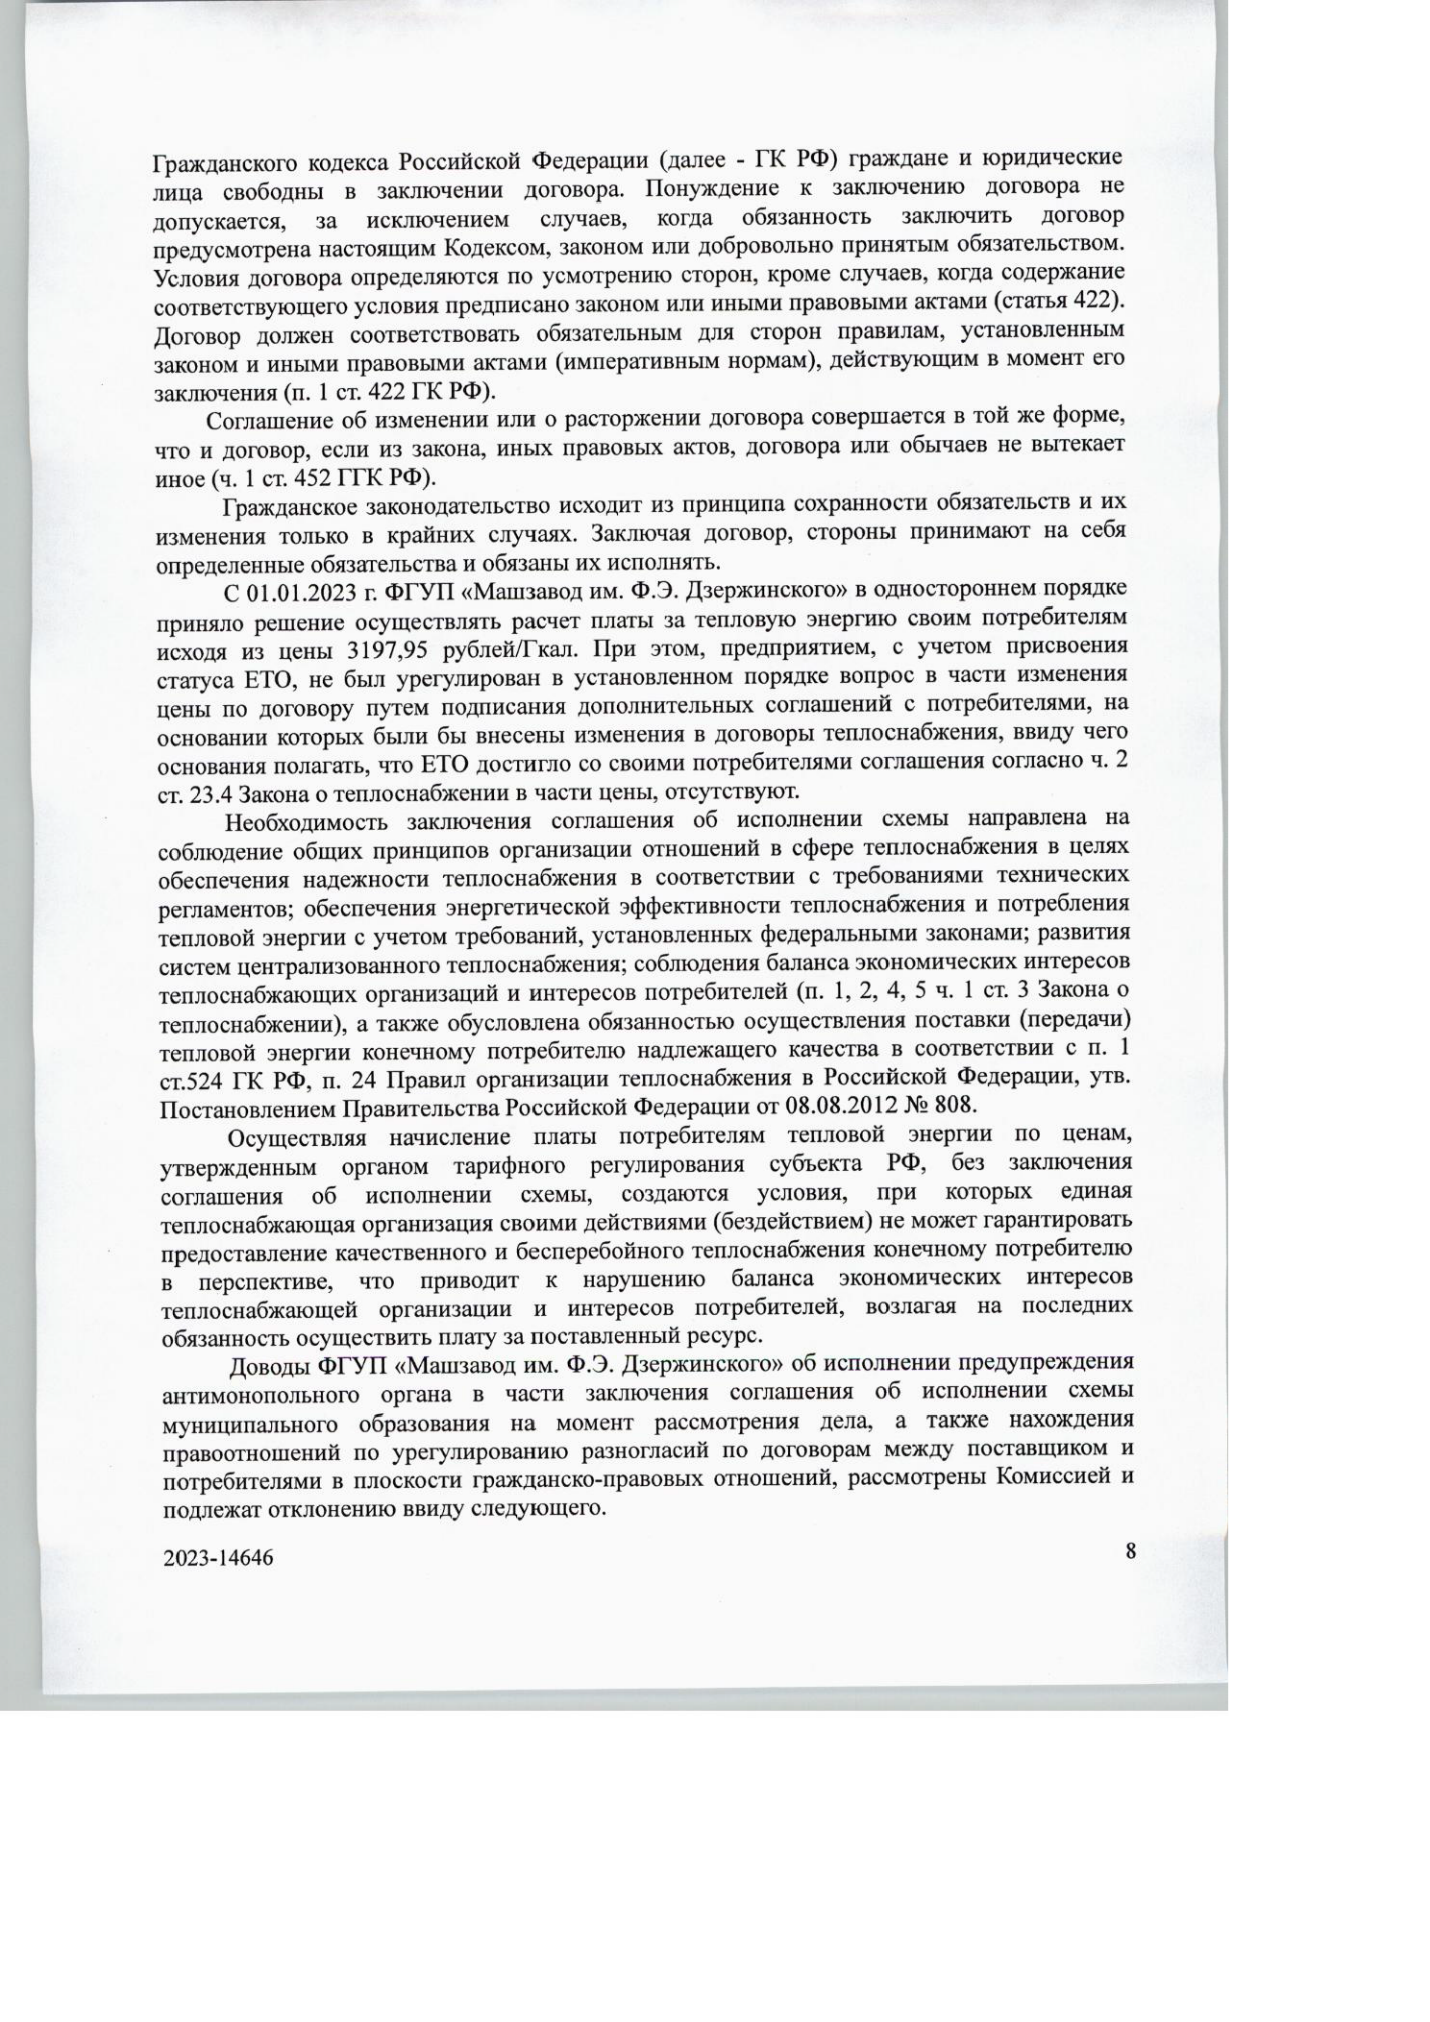 Гражданского кодекса Российской Федерации (далее - ГК РФ) граждане и юридические
лица свободны в заключении договора. Понуждение к заключению договора не
допускается, за исключением случаев, когда обязанность заключить договор
предусмотрена настоящим Кодексом, законом или добровольно принятым обязательством.
Условия договора определяются по усмотрению сторон, кроме случаев, когда содержание
соответствующего условия предписано законом или иными правовыми актами (статья 422).
Договор должен соответствовать обязательным для сторон правилам, установленным
законом и иными правовыми актами (императивным нормам), действующим в момент его
заключения (п. 1 ст. 422 ГК РФ).
Соглашение об изменении или о расторжении договора совершается в той же форме,
что и договор, если из закона, иных правовых актов, договора или обычаев не вытекает
иное (ч. 1 ст. 452 ГГК РФ).
Гражданское законодательство исходит из принципа сохранности обязательств и их
изменения только в крайних случаях. Заключая договор, стороны принимают на себя
определенные обязательства и обязаны их исполнять.
С 01.01.2023 г. ФГУП «Машзавод им. Ф.Э. Дзержинского» в одностороннем порядке
приняло решение осуществлять расчет платы за тепловую энергию своим потребителям
исходя из цены 3197,95 рублей/Гкал. При этом, предприятием, с учетом присвоения
статуса ЕТО, не был урегулирован в установленном порядке вопрос в части изменения
цены по договору путем подписания дополнительных соглашений с потребителями, на
основании которых были бы внесены изменения в договоры теплоснабжения, ввиду чего
основания полагать, что ЕТО достигло со своими потребителями соглашения согласно ч. 2
ст. 23.4 Закона о теплоснабжении в части цены, отсутствуют.
Необходимость заключения соглашения об исполнении схемы направлена на
соблюдение общих принципов организации отношений в сфере теплоснабжения в целях
обеспечения надежности теплоснабжения в соответствии с требованиями технических
регламентов; обеспечения энергетической эффективности теплоснабжения и потребления
тепловой энергии с учетом требований, установленных федеральными законами; развития
систем централизованного теплоснабжения; соблюдения баланса экономических интересов
теплоснабжающих организаций и интересов потребителей (п. 1, 2, 4, 5 ч. 1 ст. 3 Закона о
теплоснабжении), а также обусловлена обязанностью осуществления поставки (передачи)
тепловой энергии конечному потребителю надлежащего качества в соответствии с п. 1
ст.524 ГК РФ, п. 24 Правил организации теплоснабжения в Российской Федерации, утв.
Постановлением Правительства Российской Федерации от 08.08.2012 № 808.
Осуществляя начисление платы потребителям тепловой энергии по ценам,
утвержденным органом тарифного регулирования субъекта РФ, без заключения
соглашения об исполнении схемы, создаются условия, при которых единая
теплоснабжающая организация своими действиями (бездействием) не может гарантировать
предоставление качественного и бесперебойного теплоснабжения конечному потребителю
в перспективе, что приводит к нарушению баланса экономических интересов
теплоснабжающей организации и интересов потребителей, возлагая на последних
обязанность осуществить плату за поставленный ресурс.
Доводы ФГУП «Машзавод им. Ф.Э. Дзержинского» об исполнении предупреждения
антимонопольного органа в части заключения соглашения об исполнении схемы
муниципального образования на момент рассмотрения дела, а также нахождения
правоотношений по урегулированию разногласий по договорам между поставщиком и
потребителями в плоскости гражданско-правовых отношений, рассмотрены Комиссией и
подлежат отклонению ввиду следующего.
2023-14646
8